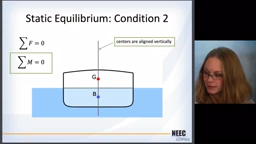 Static Equilibrium: Condition 2
∑F = 0
centers are aligned vertically
∑M = 0
G
B
NEEC